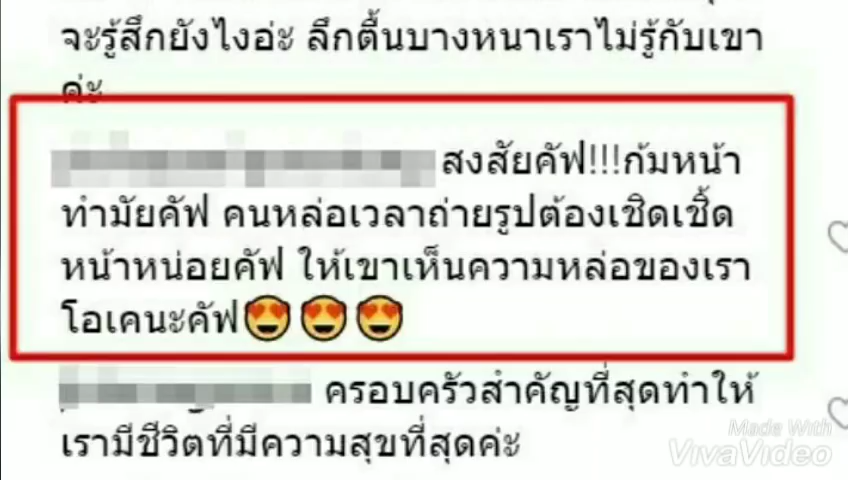 จะรู้สึกยังไงอ่ะ ลึกตื้นบางหนาเราไม่รู้กับเขา
ค่ะ
สงสัยคัฟ!!!ก้มหน้า
ทำมัยคัฟ คนหล่อเวลาถ่ายรูปต้องเชิดเชิ้ด
หน้าหน่อยคัฟ ให้เขาเห็นความหล่อของเรา
โอเคนะคัฟ😍😍😍
ครอบครัวสำคัญที่สุดทำให้
เรามีชีวิตที่มีความสุขที่สุดค่ะ
Made With
VivaVideo